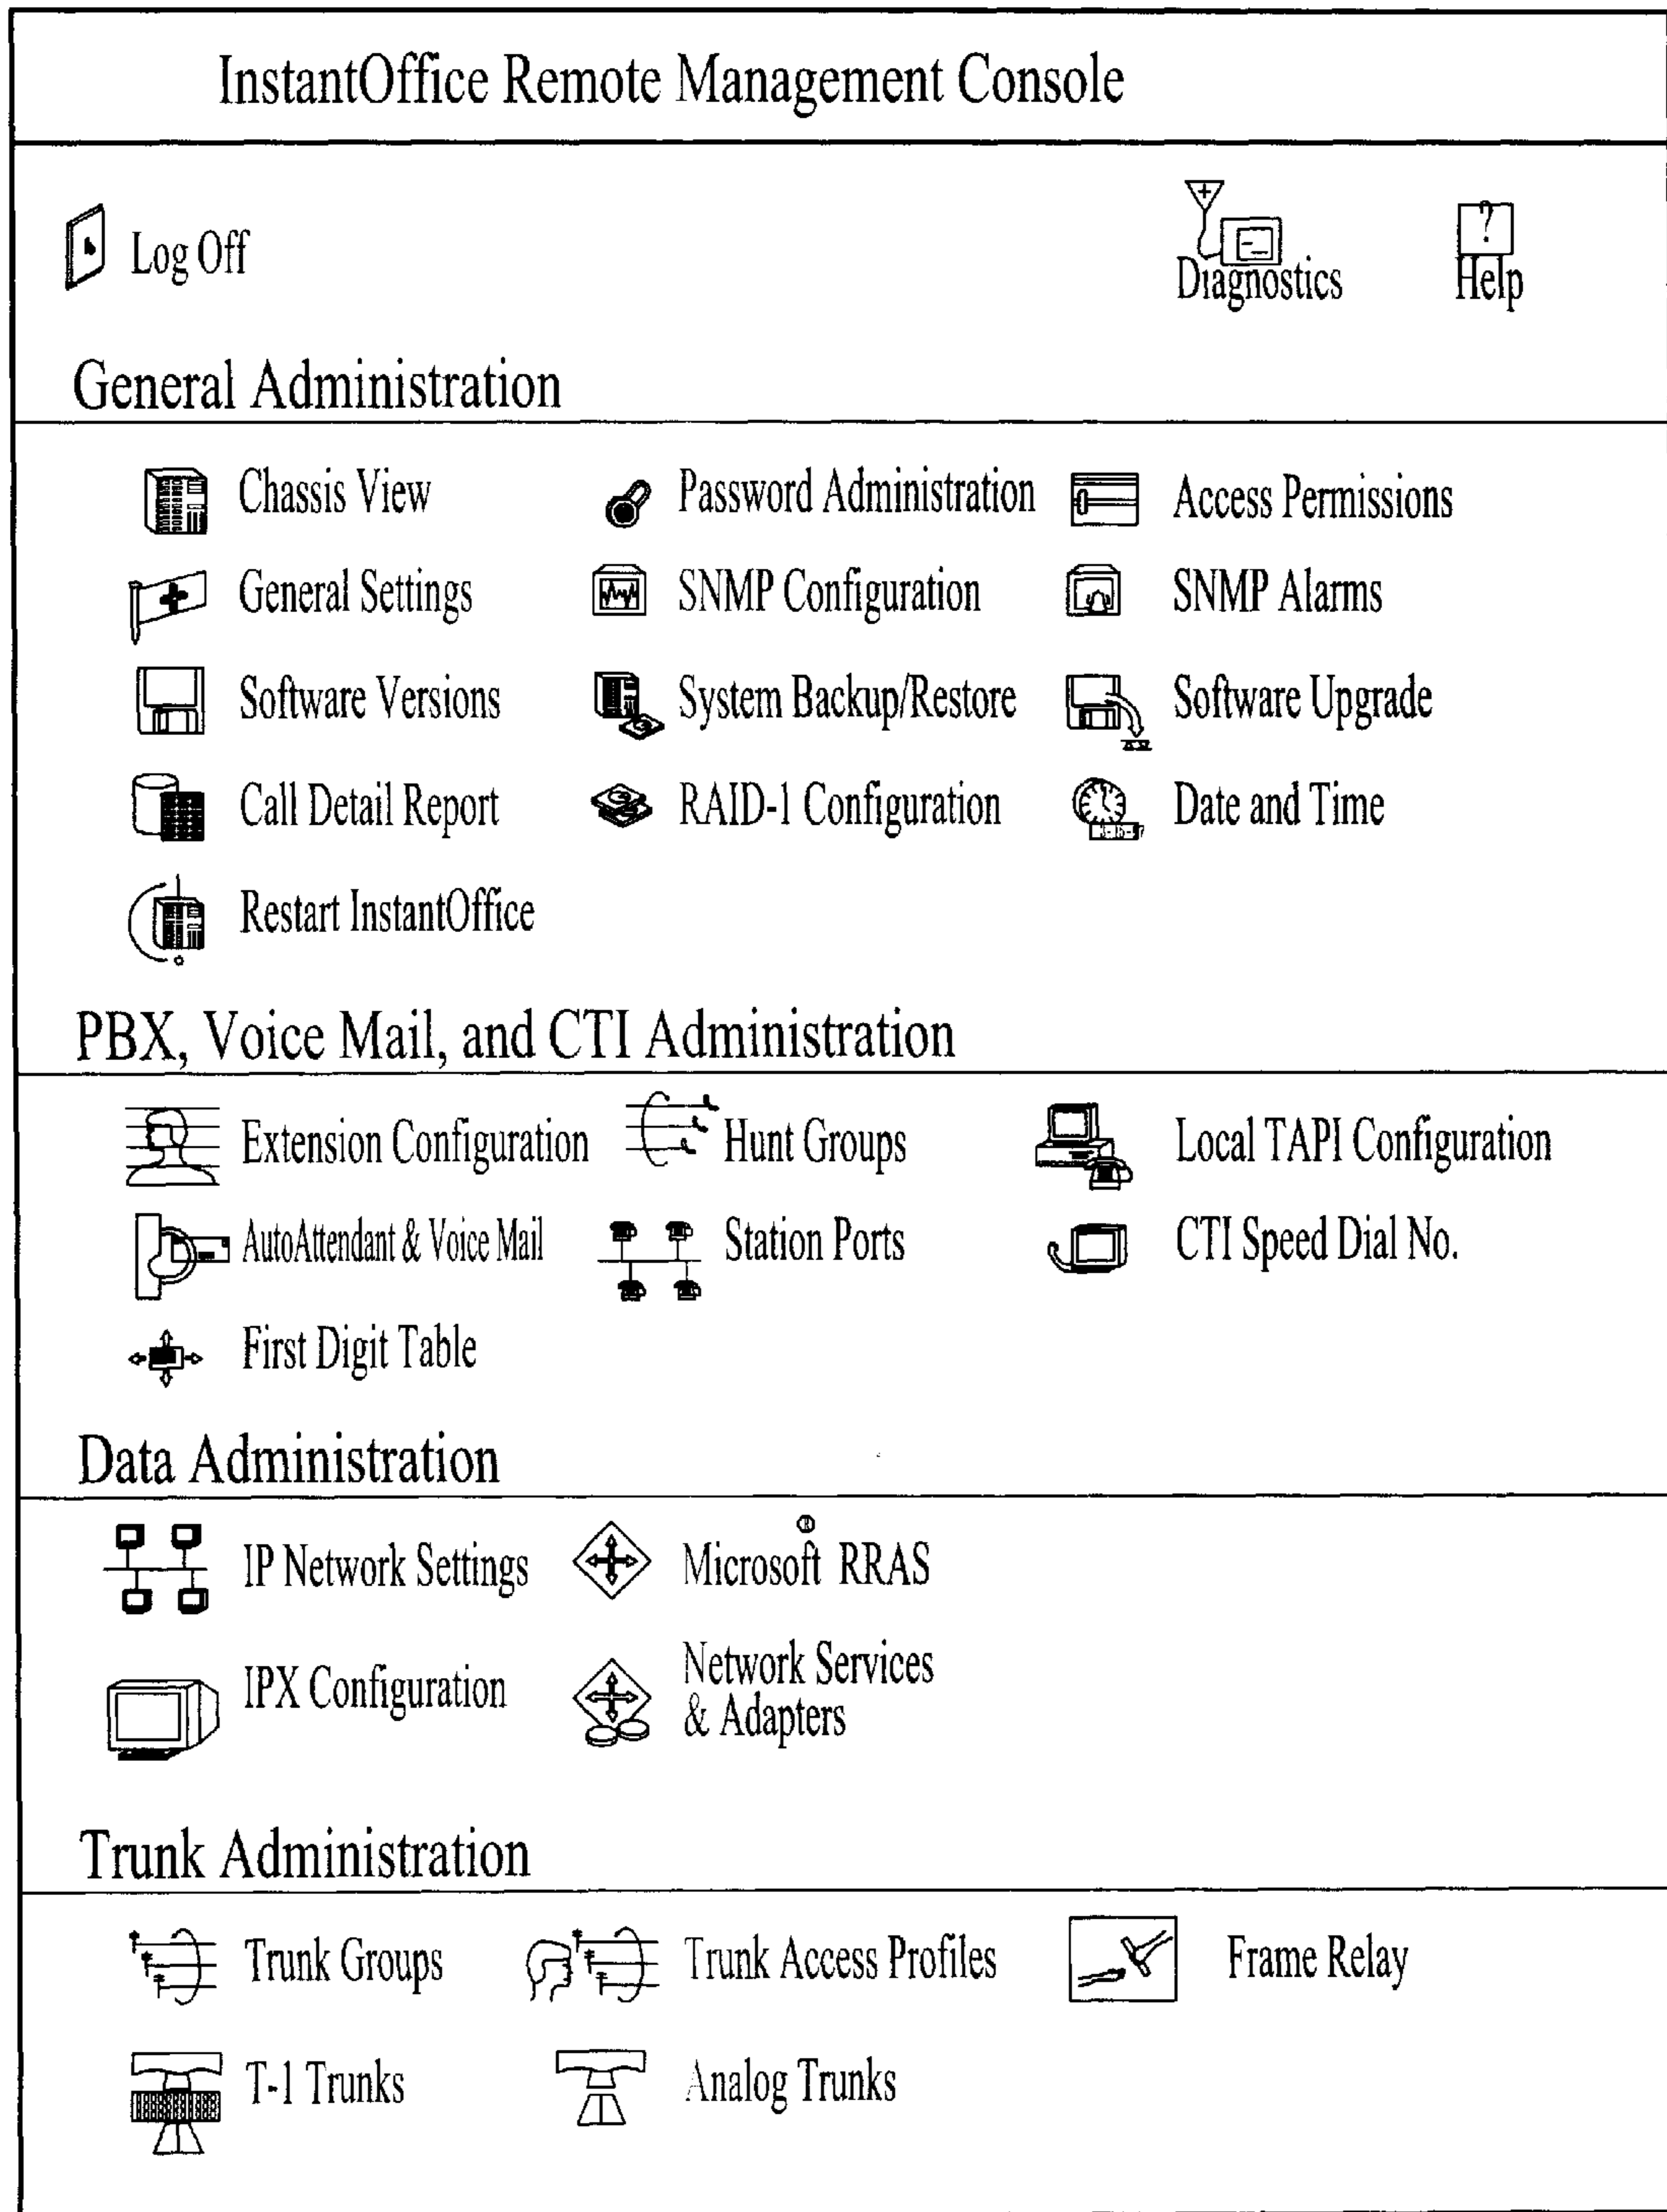 InstantOffice Remote Management Console
Log Off
Diagnostics
?
Help
General Administration
Chassis View
Password Administration
Access Permissions
General Settings
SNMP Configuration
SNMP Alarms
Software Versions
System Backup/Restore
Software Upgrade
Call Detail Report
RAID-1 Configuration
Date and Time
Restart InstantOffice
PBX, Voice Mail, and CTI Administration
Extension Configuration
Hunt Groups
Local TAPI Configuration
AutoAttendant & Voice Mail
Station Ports
CTI Speed Dial No.
First Digit Table
Data Administration
IP Network Settings
Microsoft® RRAS
IPX Configuration
Network Services
& Adapters
Trunk Administration
Trunk Groups
Trunk Access Profiles
Frame Relay
T-1 Trunks
Analog Trunks